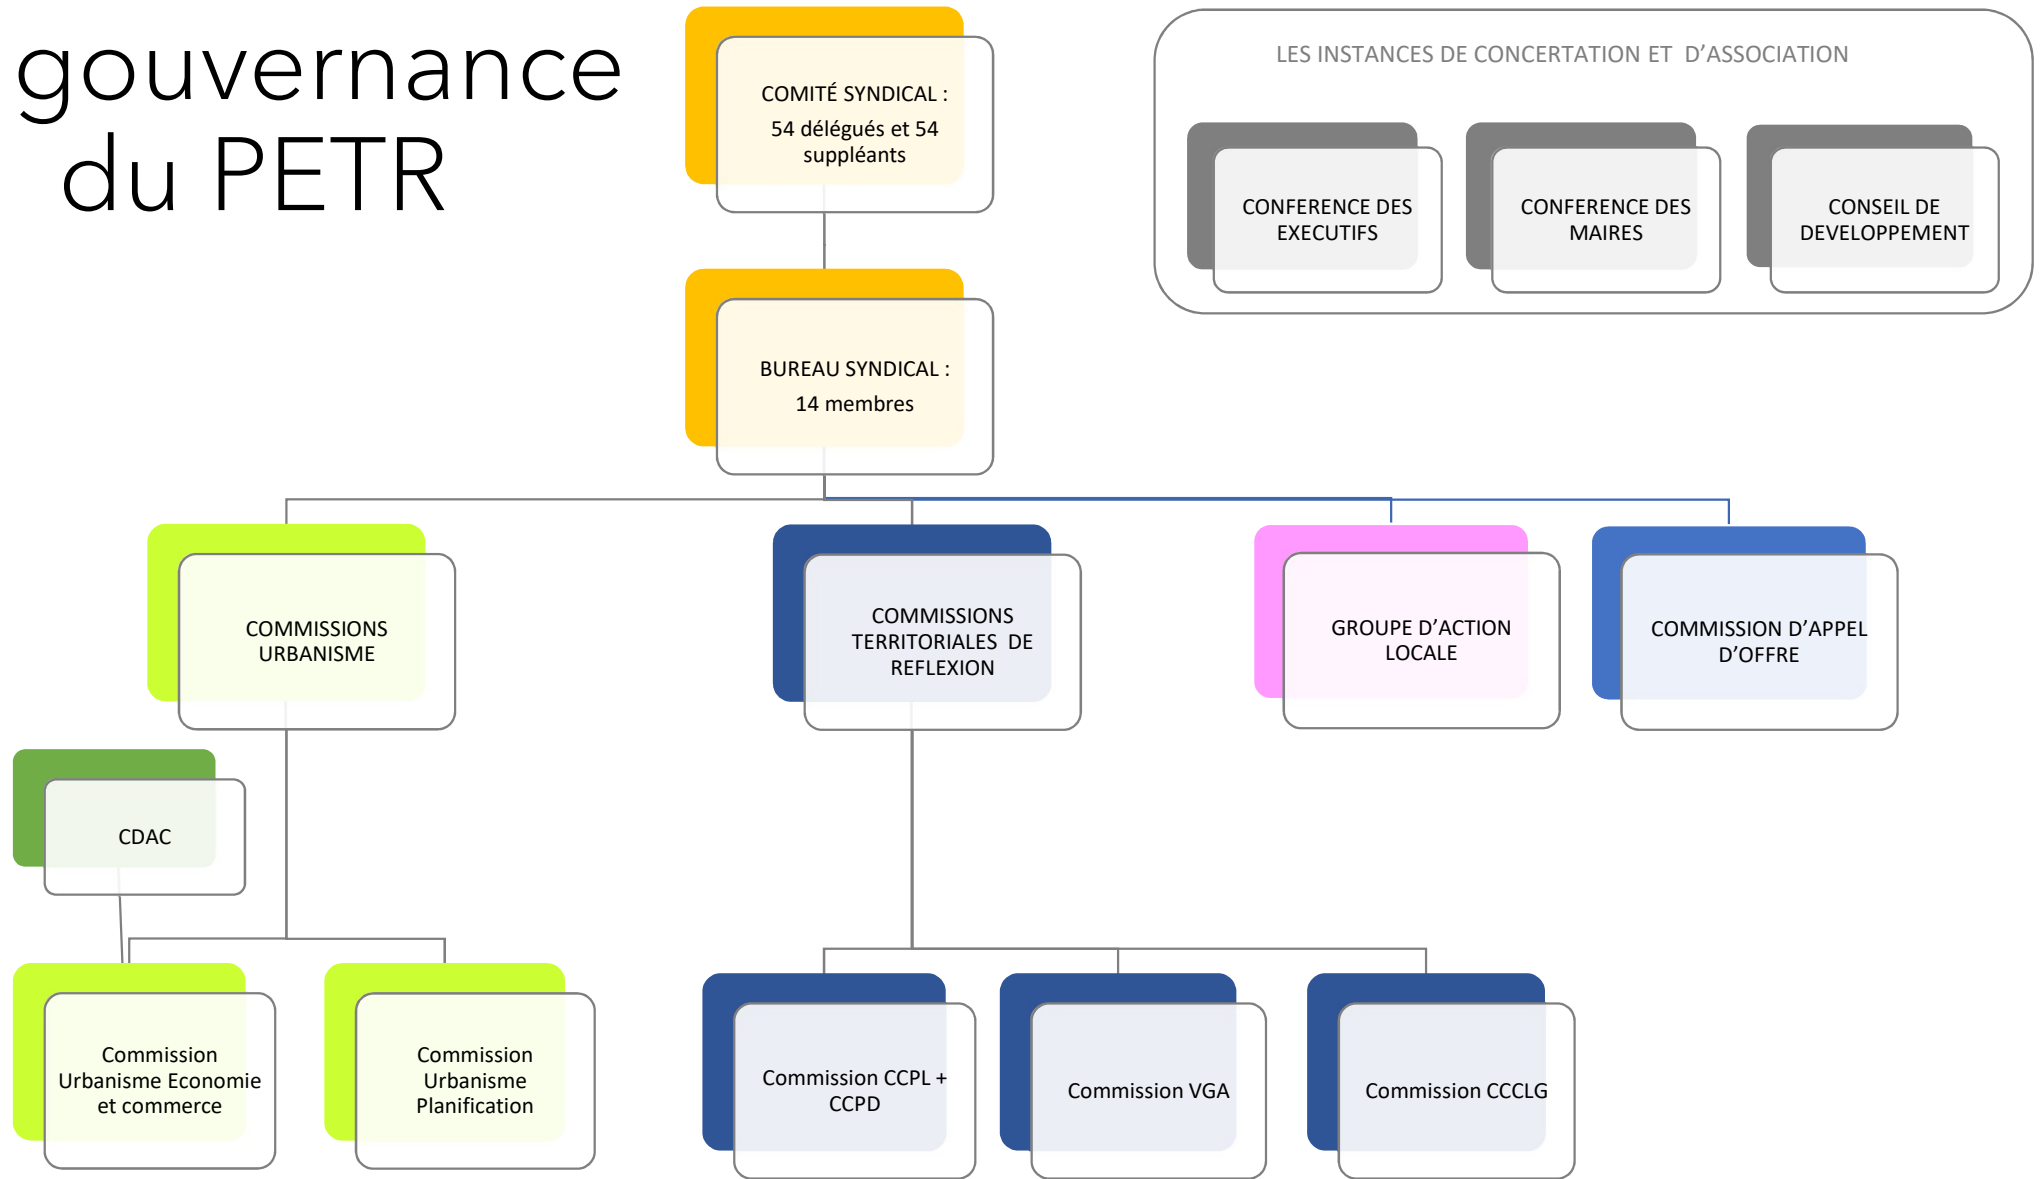 gouvernance
du PETR
COMITÉ SYNDICAL :
54 délégués et 54
suppléants
LES INSTANCES DE CONCERTATION ET D’ASSOCIATION
CONFERENCE DES
EXECUTIFS
CONFERENCE DES
MAIRES
CONSEIL DE
DEVELOPPEMENT
BUREAU SYNDICAL :
14 membres
COMMISSIONS
URBANISME
COMMISSIONS
TERRITORIALES DE
REFLEXION
GROUPE D’ACTION
LOCALE
COMMISSION D’APPEL
D’OFFRE
CDAC
Commission
Urbanisme Economie
et commerce
Commission
Urbanisme
Planification
Commission CCPL +
CCPD
Commission VGA
Commission CCCLG